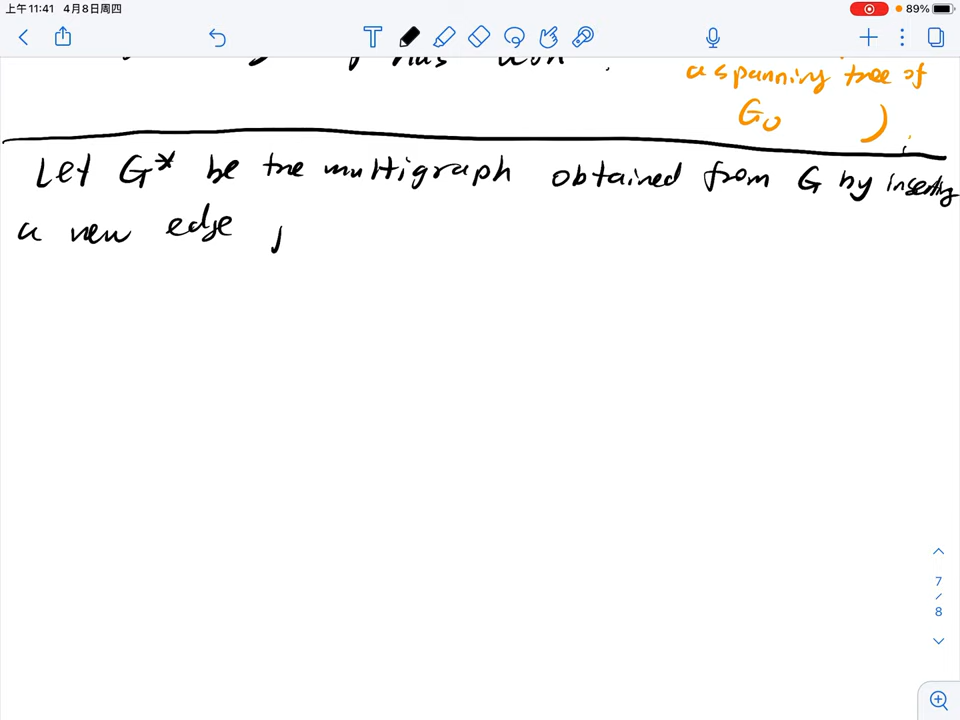 上午11:41 4月8日周四
89%
a spanning tree of
G₀ )
Let G* be the multigraph obtained from G by inserting
a new edge
7
/
8